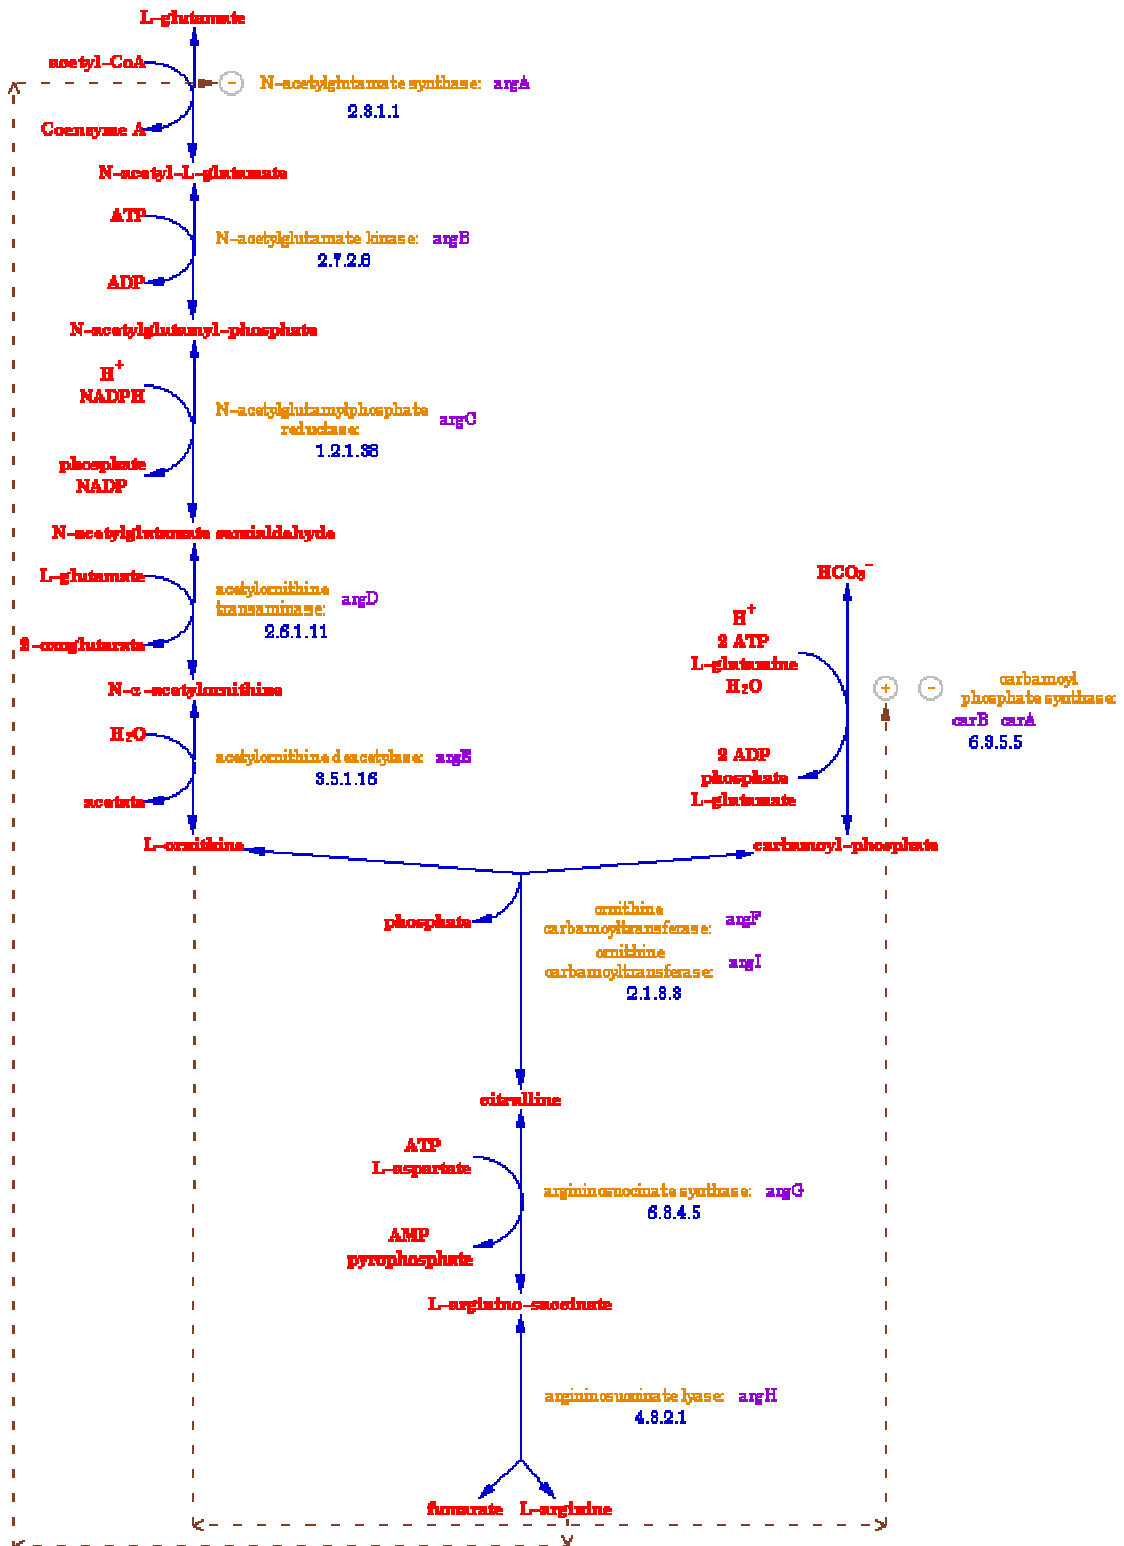 L-glutamate
acetyl-CoA
N-acetylglutamate synthase: argA
2.3.1.1
Coenzyme A
N-acetyl-L-glutamate
ATP
N-acetylglutamate kinase: argB
2.7.2.8
ADP
N-acetylglutamyl-phosphate
H+
NADPH
N-acetylglutamylphosphate
reductase:
argC
1.2.1.38
phosphate
NADP
N-acetylglutamate semialdehyde
L-glutamate
acetylornithine
transaminase:
argD
2.6.1.11
2-oxoglutarate
N-α-acetylornithine
H2O
acetylornithine deacetylase: argE
3.5.1.16
acetate
L-ornithine
HCO3-
H+
2 ATP
L-glutamine
H2O
+ -
carbamoyl
phosphate synthase:
carB carA
6.3.5.5
2 ADP
phosphate
L-glutamate
carbamoyl-phosphate
phosphate
ornithine
carbamoyltransferase:
argF
ornithine
carbamoyltransferase:
argI
2.1.3.3
citrulline
ATP
L-aspartate
argininosuccinate synthase: argG
6.3.4.5
AMP
pyrophosphate
L-arginino-succinate
argininosuccinate lyase: argH
4.3.2.1
fumarate L-arginine